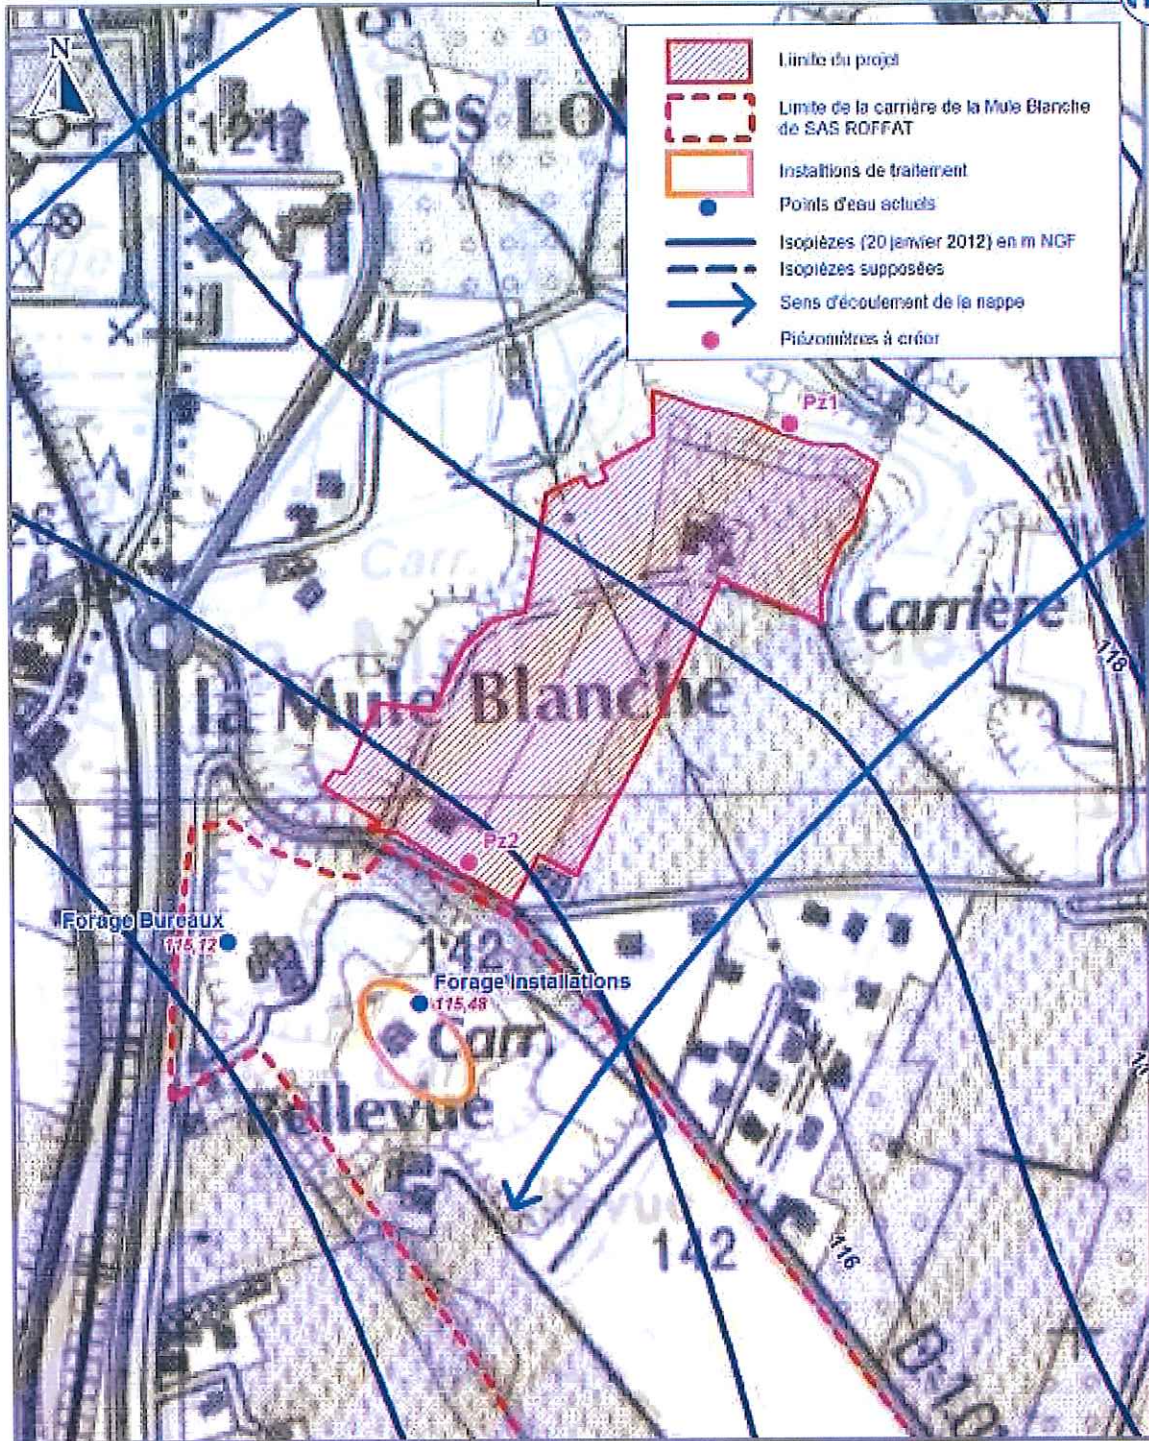 N
les Lo
Limite du projet
Limite de la carrière de la Mule Blanche
de SAS ROFFAT
Instaltions de traitement
Points d'eau actuels
Isopièzes (20 janvier 2012) en m NGF
Isopièzes supposées
Sens d'écoulement de la nappe
Piézomètres à créer
Pz1
Carr.
Carrière
118
la Mule Blanche
Pz2
Forage Bureaux
115,12
142
Forage Installations
115,48
Carr.
Bellevue
142
116